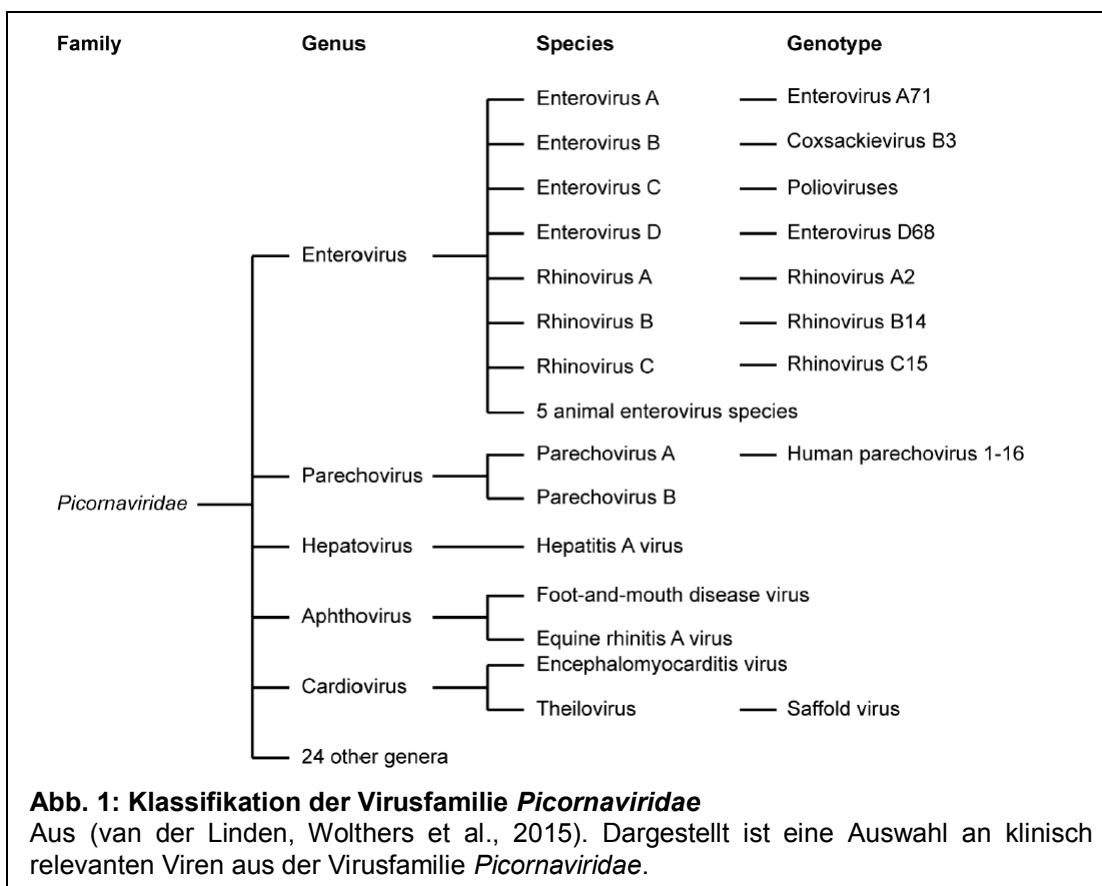 Family Genus Species Genotype
Enterovirus A Enterovirus A71
Enterovirus B Coxsackievirus B3
Enterovirus C Polioviruses
Enterovirus D Enterovirus D68
Enterovirus
Rhinovirus A Rhinovirus A2
Rhinovirus B Rhinovirus B14
Rhinovirus C Rhinovirus C15
5 animal enterovirus species
Parechovirus A Human parechovirus 1-16
Parechovirus
Parechovirus B
Picornaviridae
Hepatovirus Hepatitis A virus
Foot-and-mouth disease virus
Aphthovirus
Equine rhinitis A virus
Encephalomyocarditis virus
Cardiovirus
Theilovirus Saffold virus
24 other genera
Abb. 1: Klassifikation der Virusfamilie Picornaviridae
Aus (van der Linden, Wolthers et al., 2015). Dargestellt ist eine Auswahl an klinisch
relevanten Viren aus der Virusfamilie Picornaviridae.